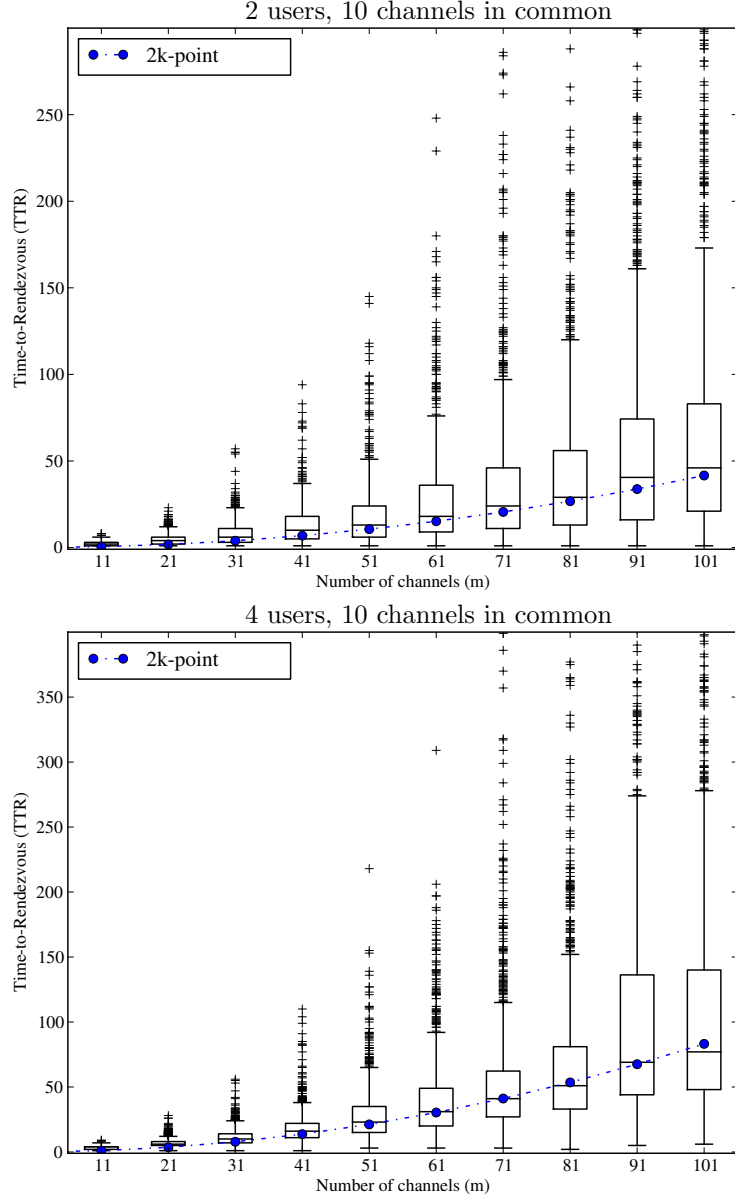 2 users, 10 channels in common
2k-point
250
200
150
100
50
0
Time-to-Rendezvous (TTR)
11 21 31 41 51 61 71 81 91 101
Number of channels (m)
4 users, 10 channels in common
2k-point
350
300
250
200
150
100
50
0
Time-to-Rendezvous (TTR)
11 21 31 41 51 61 71 81 91 101
Number of channels (m)